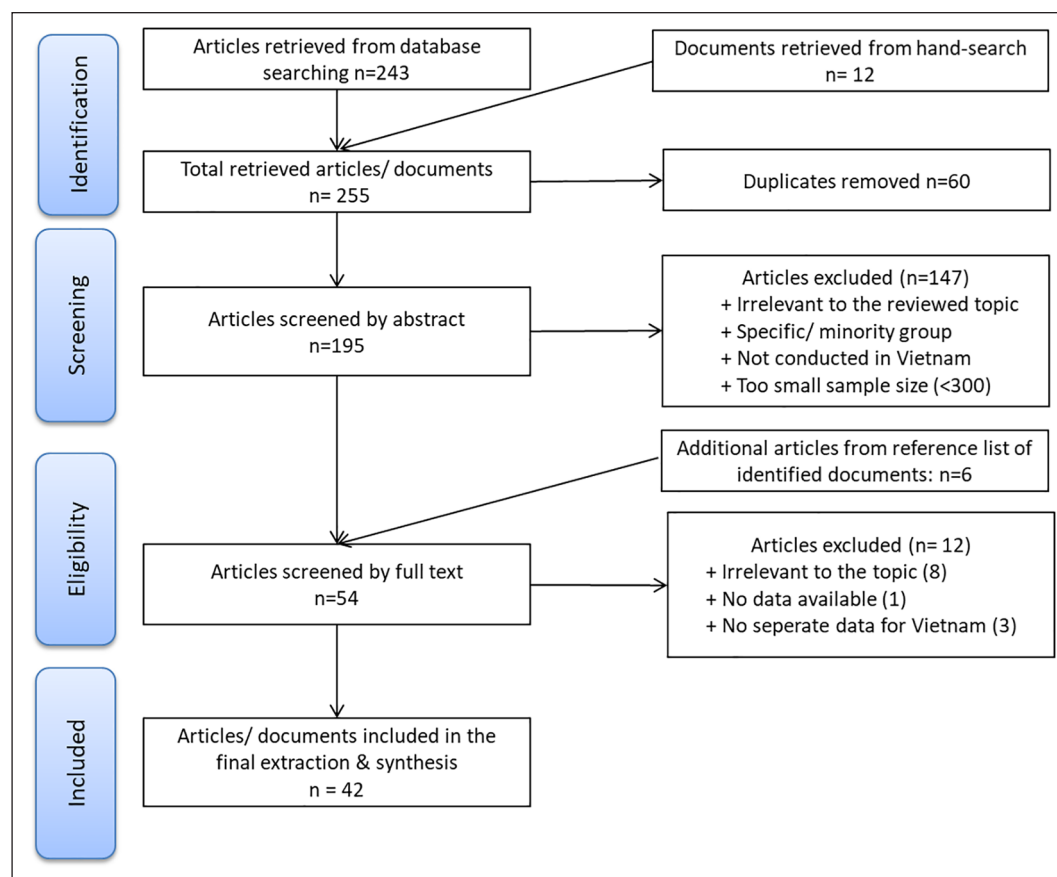 Identification
Articles retrieved from database
searching n=243
Documents retrieved from hand-search
n= 12
Total retrieved articles/ documents
n= 255
Duplicates removed n=60
Screening
Articles screened by abstract
n=195
Articles excluded (n=147)
+ Irrelevant to the reviewed topic
+ Specific/ minority group
+ Not conducted in Vietnam
+ Too small sample size (<300)
Eligibility
Additional articles from reference list of
identified documents: n=6
Articles screened by full text
n=54
Articles excluded (n= 12)
+ Irrelevant to the topic (8)
+ No data available (1)
+ No seperate data for Vietnam (3)
Included
Articles/ documents included in the
final extraction & synthesis
n = 42